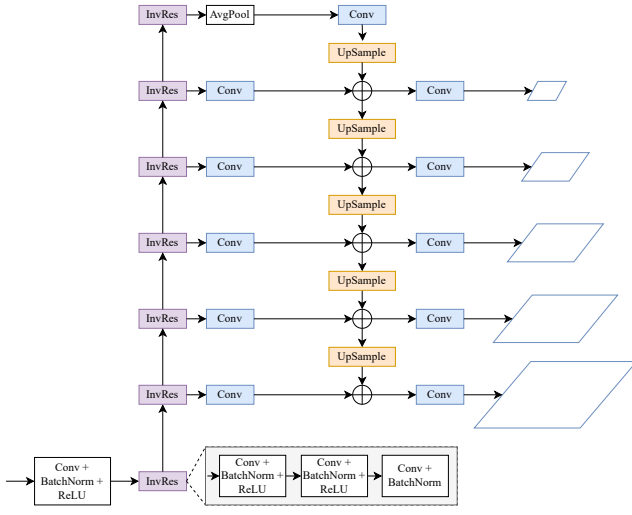 InvRes AvgPool Conv
UpSample
InvRes Conv Conv
UpSample
InvRes Conv Conv
UpSample
InvRes Conv Conv
UpSample
InvRes Conv Conv
UpSample
InvRes Conv Conv
Conv +
BatchNorm +
ReLU
InvRes
Conv +
BatchNorm +
ReLU
Conv +
BatchNorm +
ReLU
Conv +
BatchNorm